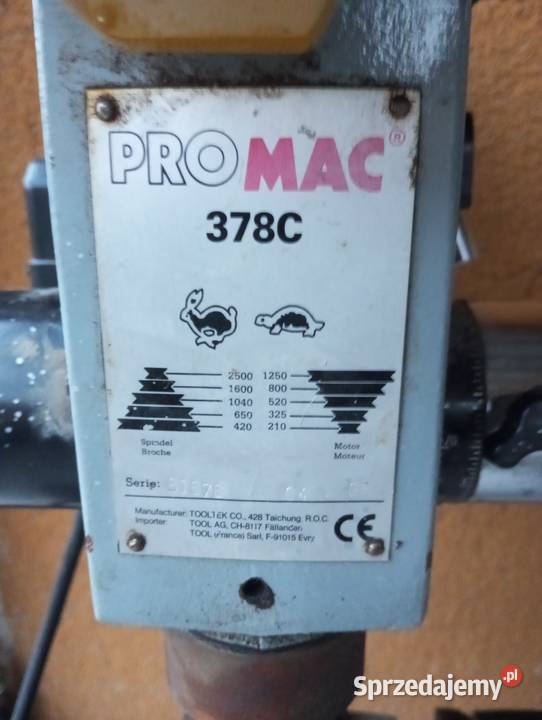 PROMAC®
378C
2500 1250
1600 800
1040 520
650 325
420 210
Spindel Motor
Broche Moteur
Serie:
Manufacturer: TOOLTEK CO., 428 Taichung, R.O.C.
Importer: TOOL AG, CH-8117 Fällanden
TOOL (France) Sarl, F-91015 Evry
CE
Sprzedajemy.pl